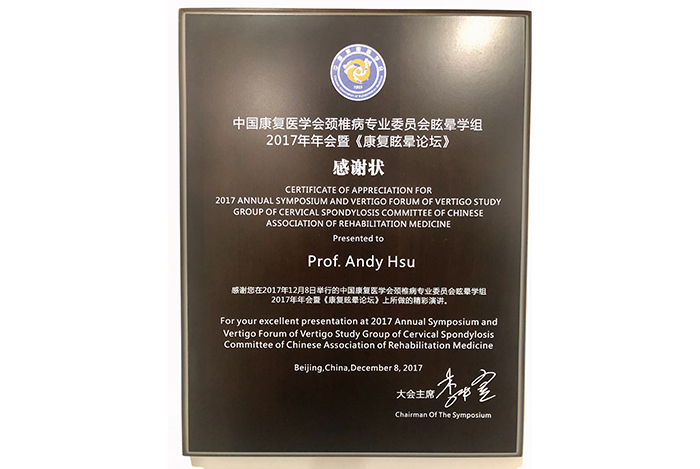 中国康复医学会颈椎病专业委员会眩晕学组
2017年年会暨《康复眩晕论坛》
感谢状
CERTIFICATE OF APPRECIATION FOR
2017 ANNUAL SYMPOSIUM AND VERTIGO FORUM OF VERTIGO STUDY
GROUP OF CERVICAL SPONDYLOSIS COMMITTEE OF CHINESE
ASSOCIATION OF REHABILITATION MEDICINE
Presented to
Prof. Andy Hsu
感谢您在2017年12月8日举行的中国康复医学会颈椎病专业委员会眩晕学组
2017年年会暨《康复眩晕论坛》上所做的精彩演讲。
For your excellent presentation at 2017 Annual Symposium and
Vertigo Forum of Vertigo Study Group of Cervical Spondylosis
Committee of Chinese Association of Rehabilitation Medicine
Beijing,China,December 8, 2017
大会主席
Chairman Of The Symposium